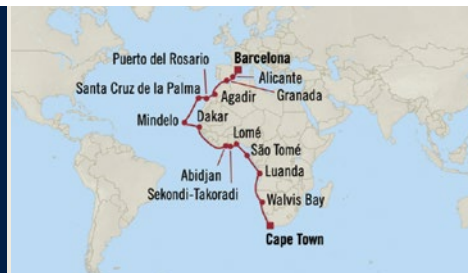 Barcelona
Puerto del Rosario
Alicante
Granada
Santa Cruz de la Palma
Agadir
Mindelo
Dakar
Lomé
São Tomé
Abidjan
Sekondi-Takoradi
Luanda
Walvis Bay
Cape Town